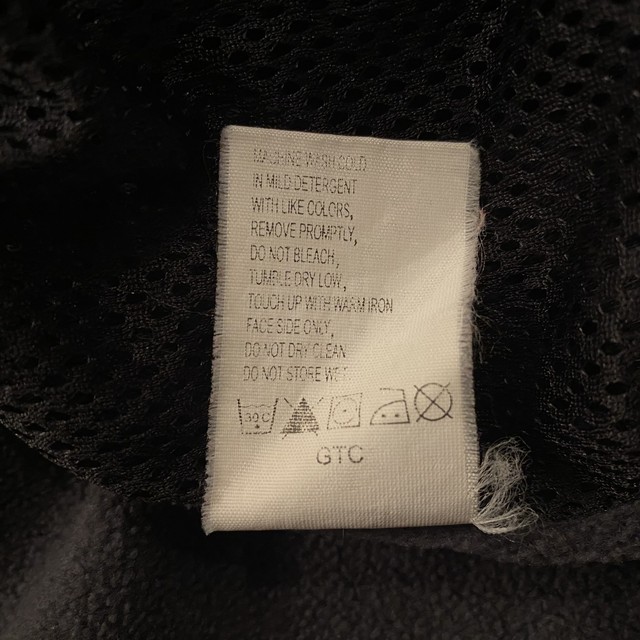 MACHINE WASH COLD
IN MILD DETERGENT
WITH LIKE COLORS,
REMOVE PROMPTLY,
DO NOT BLEACH,
TUMBLE DRY LOW,
TOUCH UP WITH WARM IRON
FACE SIDE ONLY,
DO NOT DRY CLEAN
DO NOT STORE WET
GTC